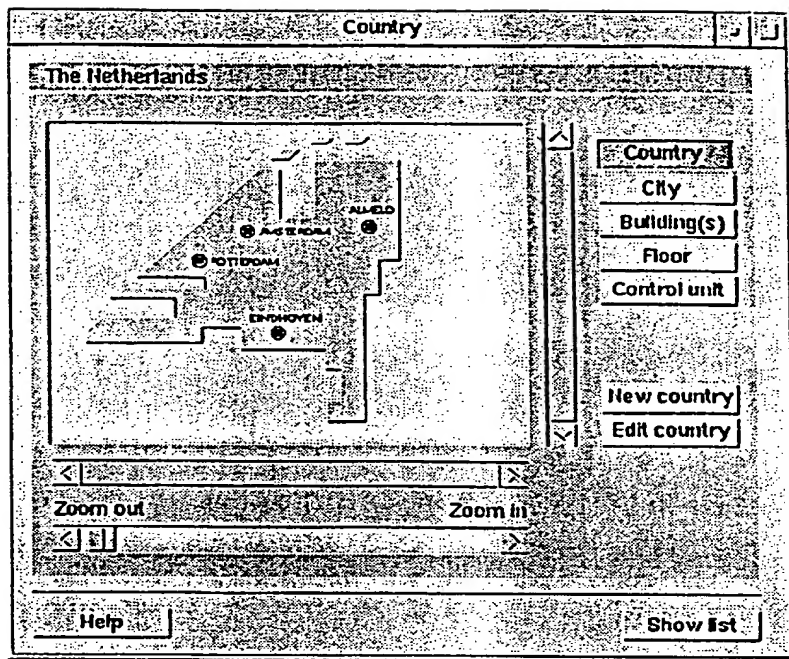 Country
The Netherlands
Country
City
Building(s)
Floor
Control unit
ALMELO
AMSTERDAM
ROTTERDAM
EINDHOVEN
New country
Edit country
Zoom out
Zoom in
Help
Show list